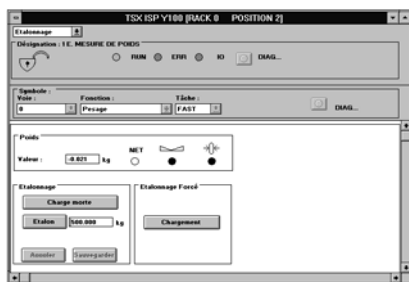 TSX ISP Y100 [RACK 0 POSITION 2]
Etalonnage
Désignation : 1 E. MESURE DE POIDS
RUN ERR IO DIAG...
Symbole :
Voie : Fonction : Tâche :
0 Pesage FAST DIAG...
Poids
NET
Valeur : -0.021 kg
Etalonnage Etalonnage Forcé
Charge morte
Etalon 500.000 kg Chargement
Annuler Sauvegarder